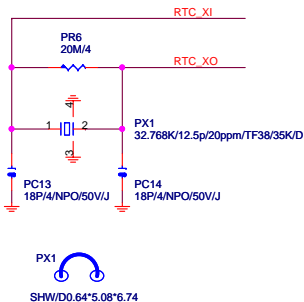 RTC_XI
PR6
20M/4
RTC_XO
4
1
2
3
PX1
32.768K/12.5p/20ppm/TF38/35K/D
PC13
18P/4/NPO/50V/J
PC14
18P/4/NPO/50V/J
PX1
SHW/D0.64*5.08*6.74